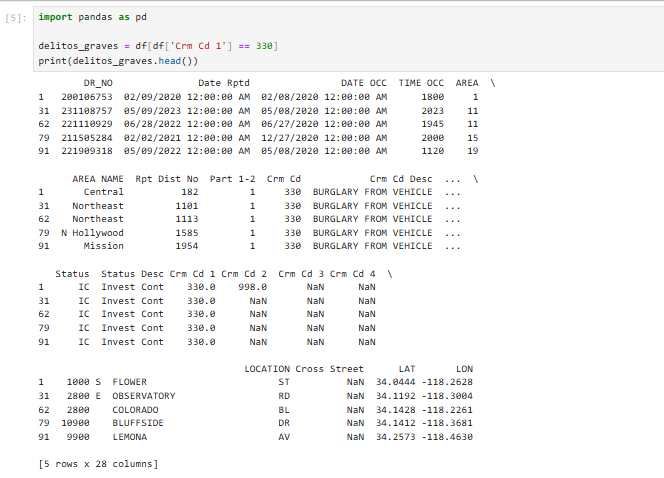 [5]: import pandas as pd
delitos_graves = df[df['Crm Cd 1'] == 330]
print(delitos_graves.head())
DR_NO Date Rptd DATE OCC TIME OCC AREA \
1 200106753 02/09/2020 12:00:00 AM 02/08/2020 12:00:00 AM 1800 1
31 231108757 05/09/2023 12:00:00 AM 05/08/2020 12:00:00 AM 2023 11
62 221110929 06/28/2022 12:00:00 AM 06/27/2020 12:00:00 AM 1945 11
79 211505284 02/02/2021 12:00:00 AM 12/27/2020 12:00:00 AM 2000 15
91 221909318 05/09/2022 12:00:00 AM 05/08/2020 12:00:00 AM 1120 19
AREA NAME Rpt Dist No Part 1-2 Crm Cd Crm Cd Desc ... \
1 Central 182 1 330 BURGLARY FROM VEHICLE ...
31 Northeast 1101 1 330 BURGLARY FROM VEHICLE ...
62 Northeast 1113 1 330 BURGLARY FROM VEHICLE ...
79 N Hollywood 1585 1 330 BURGLARY FROM VEHICLE ...
91 Mission 1954 1 330 BURGLARY FROM VEHICLE ...
Status Status Desc Crm Cd 1 Crm Cd 2 Crm Cd 3 Crm Cd 4 \
1 IC Invest Cont 330.0 998.0 NaN NaN
31 IC Invest Cont 330.0 NaN NaN NaN
62 IC Invest Cont 330.0 NaN NaN NaN
79 IC Invest Cont 330.0 NaN NaN NaN
91 IC Invest Cont 330.0 NaN NaN NaN
LOCATION Cross Street LAT LON
1 1000 S FLOWER ST NaN 34.0444 -118.2628
31 2800 E OBSERVATORY RD NaN 34.1192 -118.3004
62 2800 COLORADO BL NaN 34.1428 -118.2261
79 10900 BLUFFSIDE DR NaN 34.1412 -118.3681
91 9900 LEMONA AV NaN 34.2573 -118.4630
[5 rows x 28 columns]